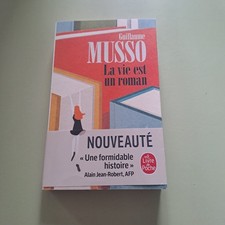 Guillaume
MUSSO
La vie est
un roman
NOUVEAUTÉ
« Une formidable
histoire »
Alain Jean-Robert, AFP
Le Livre
de
Poche